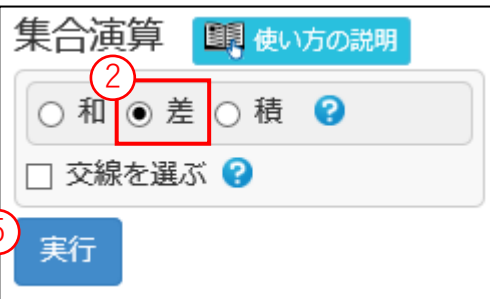 集合演算 使い方の説明
②
和 差 積 ?
交線を選ぶ ?
⑤
実行